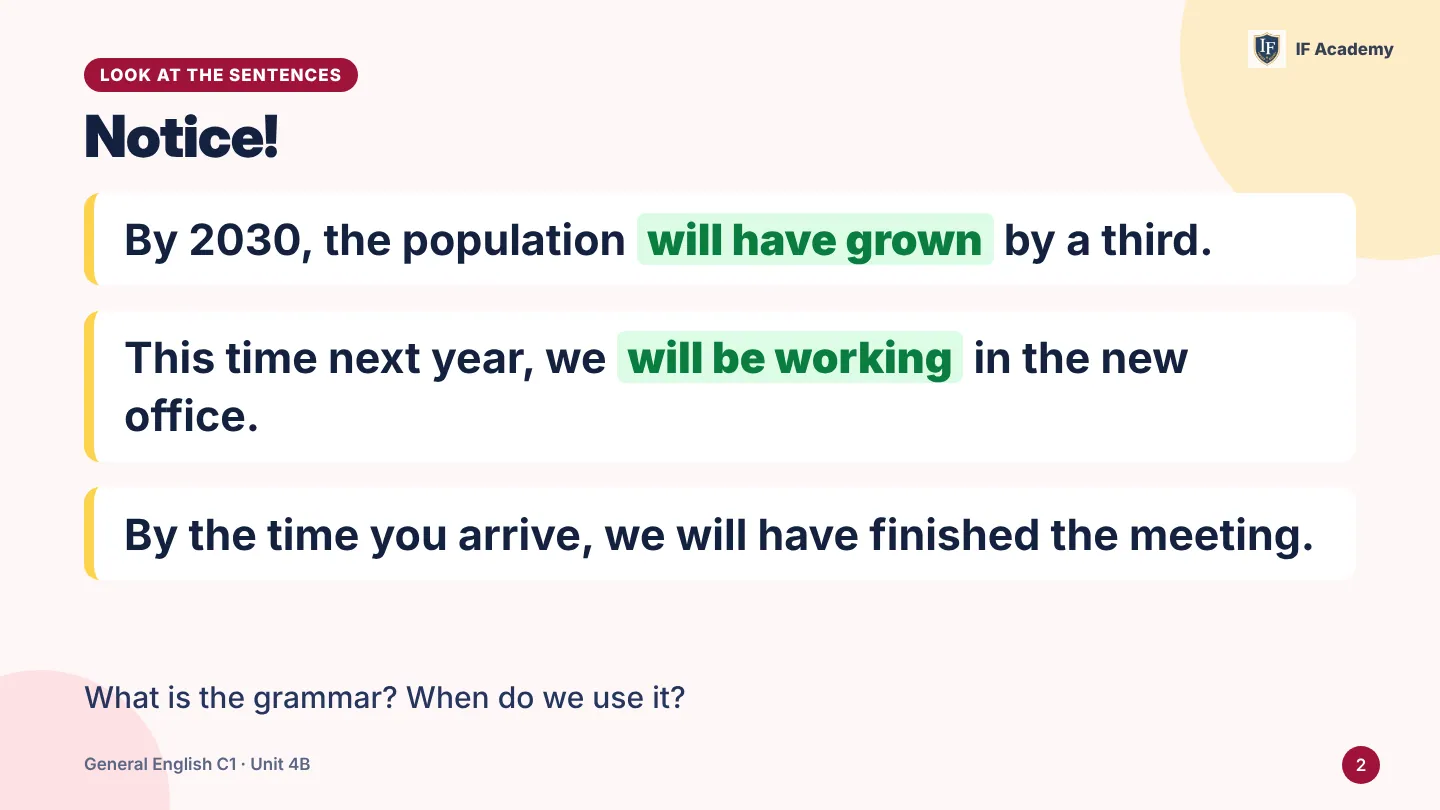 IF IF Academy
LOOK AT THE SENTENCES
Notice!
By 2030, the population will have grown by a third.
This time next year, we will be working in the new
office.
By the time you arrive, we will have finished the meeting.
What is the grammar? When do we use it?
General English C1 · Unit 4B
2